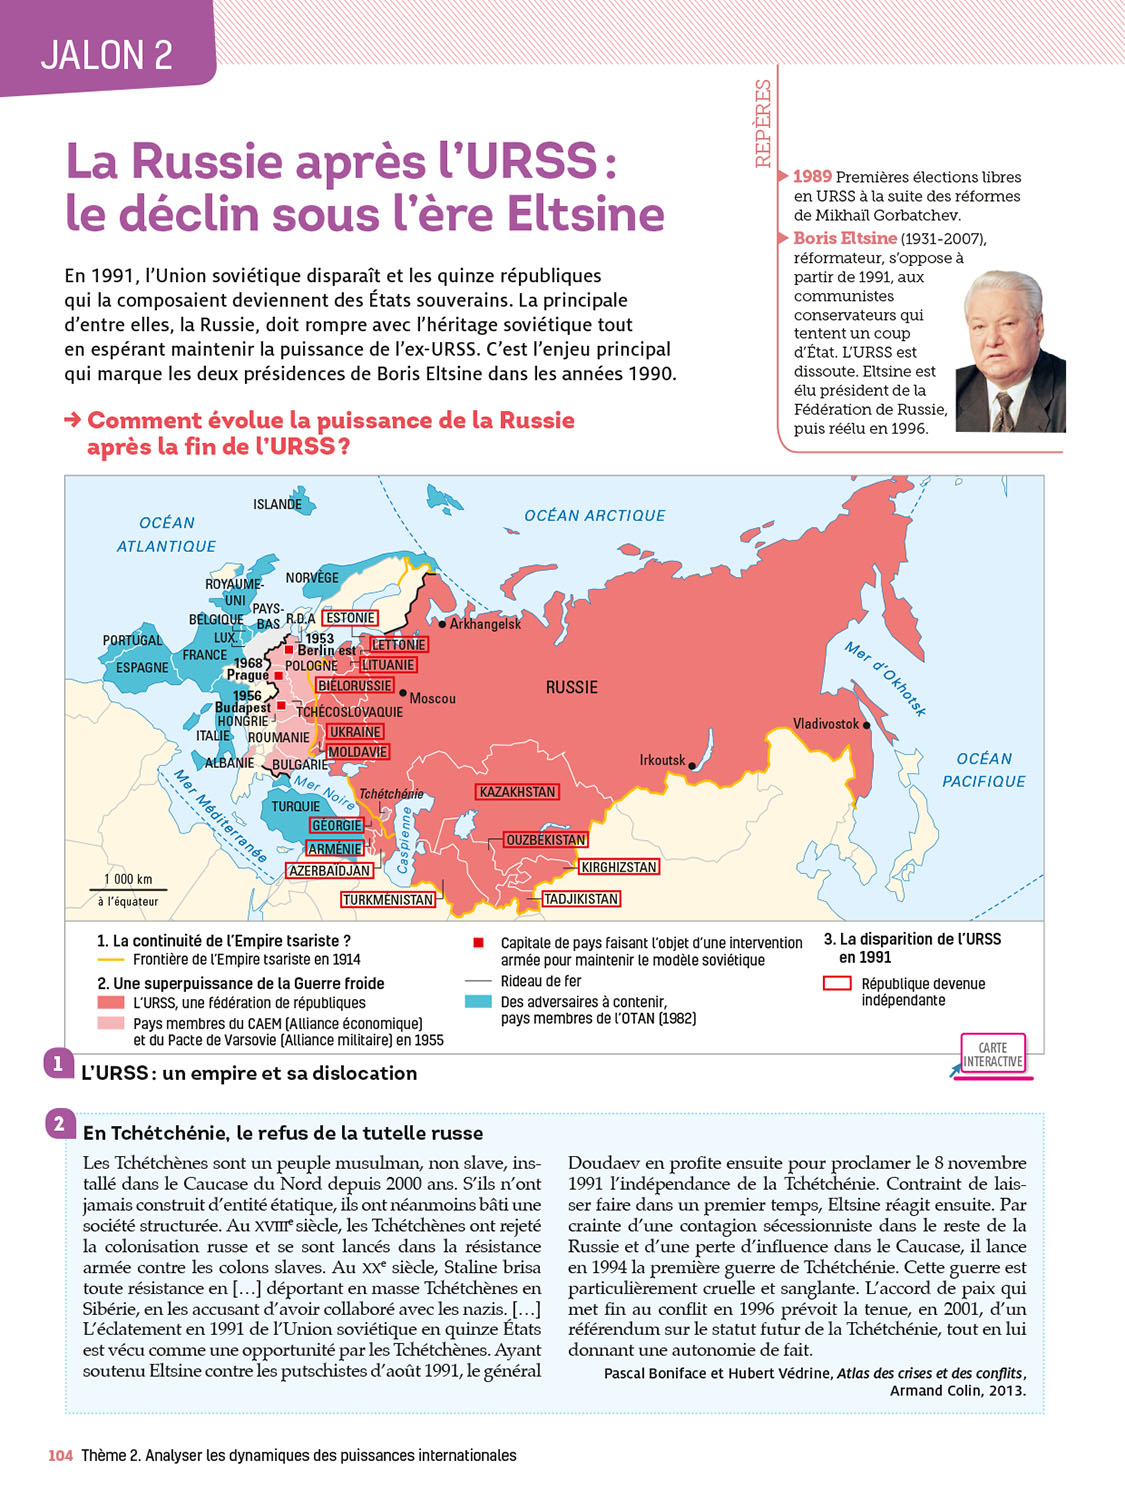 JALON 2
La Russie après l'URSS :
le déclin sous l'ère Eltsine
En 1991, l'Union soviétique disparaît et les quinze républiques
qui la composaient deviennent des États souverains. La principale
d'entre elles, la Russie, doit rompre avec l'héritage soviétique tout
en espérant maintenir la puissance de l'ex-URSS. C'est l'enjeu principal
qui marque les deux présidences de Boris Eltsine dans les années 1990.
→ Comment évolue la puissance de la Russie
après la fin de l'URSS ?
REPÈRES
1989 Premières élections libres
en URSS à la suite des réformes
de Mikhaïl Gorbatchev.
Boris Eltsine (1931-2007),
réformateur, s'oppose à
partir de 1991, aux
communistes
conservateurs qui
tentent un coup
d'État. L'URSS est
dissoute. Eltsine est
élu président de la
Fédération de Russie,
puis réélu en 1996.
ISLANDE
OCÉAN
ATLANTIQUE
OCÉAN ARCTIQUE
ROYAUME-
UNI
NORVÈGE
BELGIQUE
PAYS-
BAS
R.D.A
ESTONIE
Arkhangelsk
PORTUGAL
LUX.
1953
Berlin est
LETTONIE
ESPAGNE
FRANCE
1968
Prague
POLOGNE
LITUANIE
BIÉLORUSSIE
Moscou
RUSSIE
Mer d'Okhotsk
1956
Budapest
TCHÉCOSLOVAQUIE
HONGRIE
ITALIE
ROUMANIE
UKRAINE
MOLDAVIE
Vladivostok
ALBANIE
BULGARIE
Irkoutsk
OCÉAN
PACIFIQUE
Mer Méditerranée
Mer Noire
Tchétchénie
KAZAKHSTAN
TURQUIE
GÉORGIE
Caspienne
ARMÉNIE
OUZBÉKISTAN
AZERBAÏDJAN
KIRGHIZSTAN
TURKMÉNISTAN
TADJIKISTAN
1 000 km
à l'équateur
1. La continuité de l'Empire tsariste ?
Frontière de l'Empire tsariste en 1914
2. Une superpuissance de la Guerre froide
L'URSS, une fédération de républiques
Pays membres du CAEM (Alliance économique)
et du Pacte de Varsovie (Alliance militaire) en 1955
Capitale de pays faisant l'objet d'une intervention
armée pour maintenir le modèle soviétique
Rideau de fer
Des adversaires à contenir,
pays membres de l'OTAN (1982)
3. La disparition de l'URSS
en 1991
République devenue
indépendante
CARTE
INTERACTIVE
1
L'URSS : un empire et sa dislocation
2
En Tchétchénie, le refus de la tutelle russe
Les Tchétchènes sont un peuple musulman, non slave, ins-
tallé dans le Caucase du Nord depuis 2000 ans. S'ils n'ont
jamais construit d'entité étatique, ils ont néanmoins bâti une
société structurée. Au XVIIIe siècle, les Tchétchènes ont rejeté
la colonisation russe et se sont lancés dans la résistance
armée contre les colons slaves. Au XXe siècle, Staline brisa
toute résistance en […] déportant en masse Tchétchènes en
Sibérie, en les accusant d'avoir collaboré avec les nazis. […]
L'éclatement en 1991 de l'Union soviétique en quinze États
est vécu comme une opportunité par les Tchétchènes. Ayant
soutenu Eltsine contre les putschistes d'août 1991, le général
Doudaev en profite ensuite pour proclamer le 8 novembre
1991 l'indépendance de la Tchétchénie. Contraint de lais-
ser faire dans un premier temps, Eltsine réagit ensuite. Par
crainte d'une contagion sécessionniste dans le reste de la
Russie et d'une perte d'influence dans le Caucase, il lance
en 1994 la première guerre de Tchétchénie. Cette guerre est
particulièrement cruelle et sanglante. L'accord de paix qui
met fin au conflit en 1996 prévoit la tenue, en 2001, d'un
référendum sur le statut futur de la Tchétchénie, tout en lui
donnant une autonomie de fait.
Pascal Boniface et Hubert Védrine, Atlas des crises et des conflits,
Armand Colin, 2013.
104 Thème 2. Analyser les dynamiques des puissances internationales